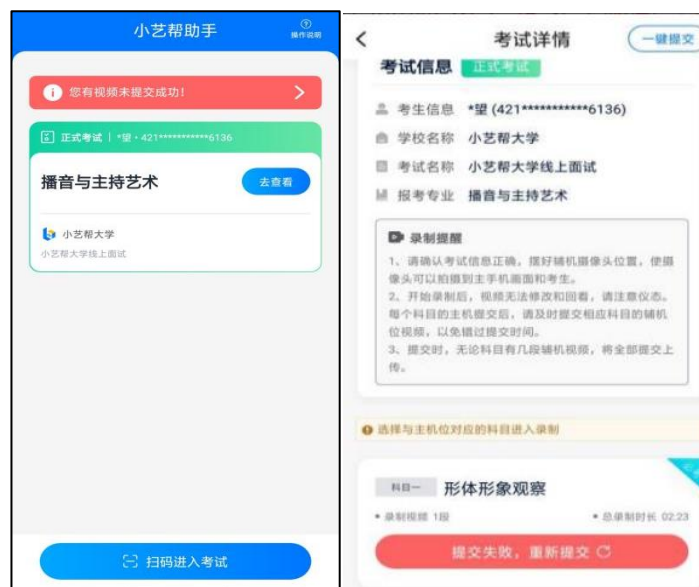 小艺帮助手
操作说明
您有视频未提交成功!
正式考试 | *望·421***********6136
播音与主持艺术
去查看
小艺帮大学
小艺帮大学线上面试
扫码进入考试
考试详情
一键提交
考试信息 正式考试
考生信息 *望 (421***********6136)
学校名称 小艺帮大学
考试名称 小艺帮大学线上面试
报考专业 播音与主持艺术
录制提醒
1、请确认考试信息正确,摆好辅机摄像头位置,使摄
像头可以拍摄到主手机画面和考生。
2、开始录制后,视频无法修改和回看,请注意仪态。
每个科目的主机提交后,请及时提交相应科目的辅机
位视频,以免错过提交时间。
3、提交时,无论科目有几段辅机视频,将全部提交上
传。
选择与主机位对应的科目进入录制
科目一 形体形象观察
• 录制视频 1段
• 总录制时长 02:23
提交失败,重新提交